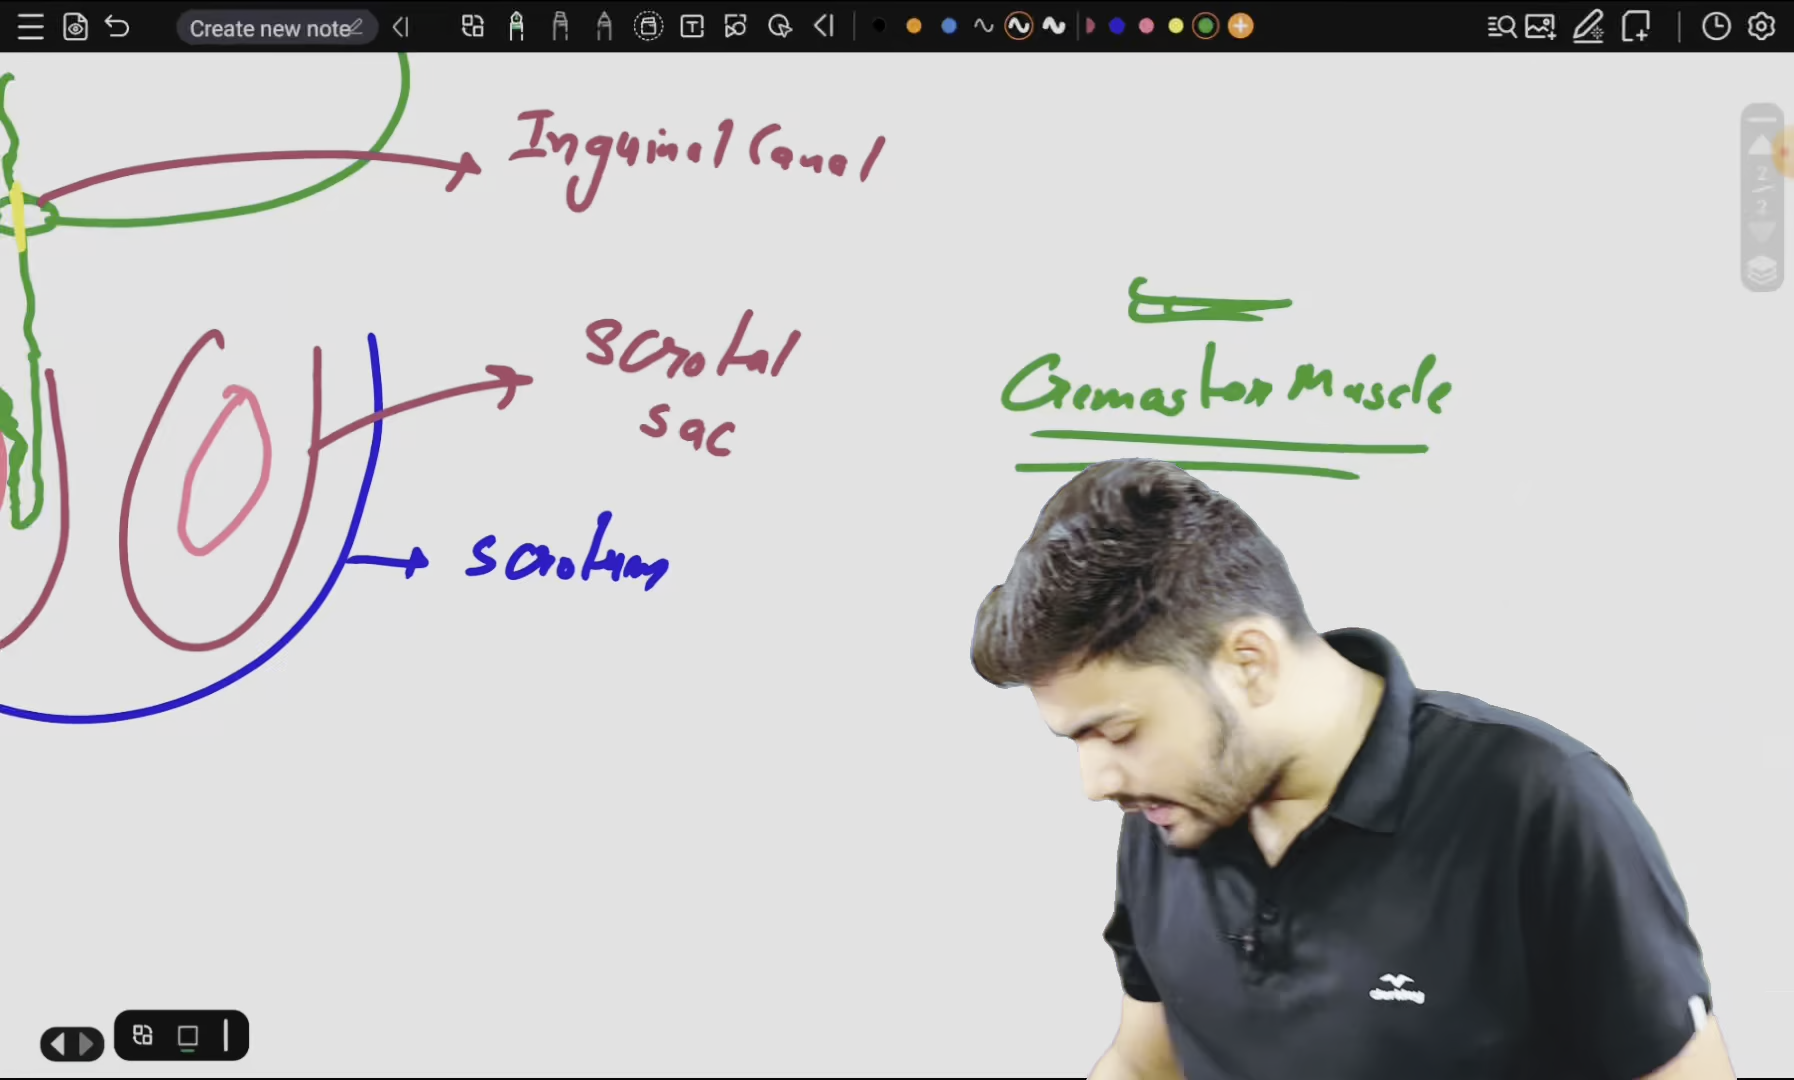 Create new note
Inguinal Canal
Scrotal
sac
Cremaster Muscle
Scrotum